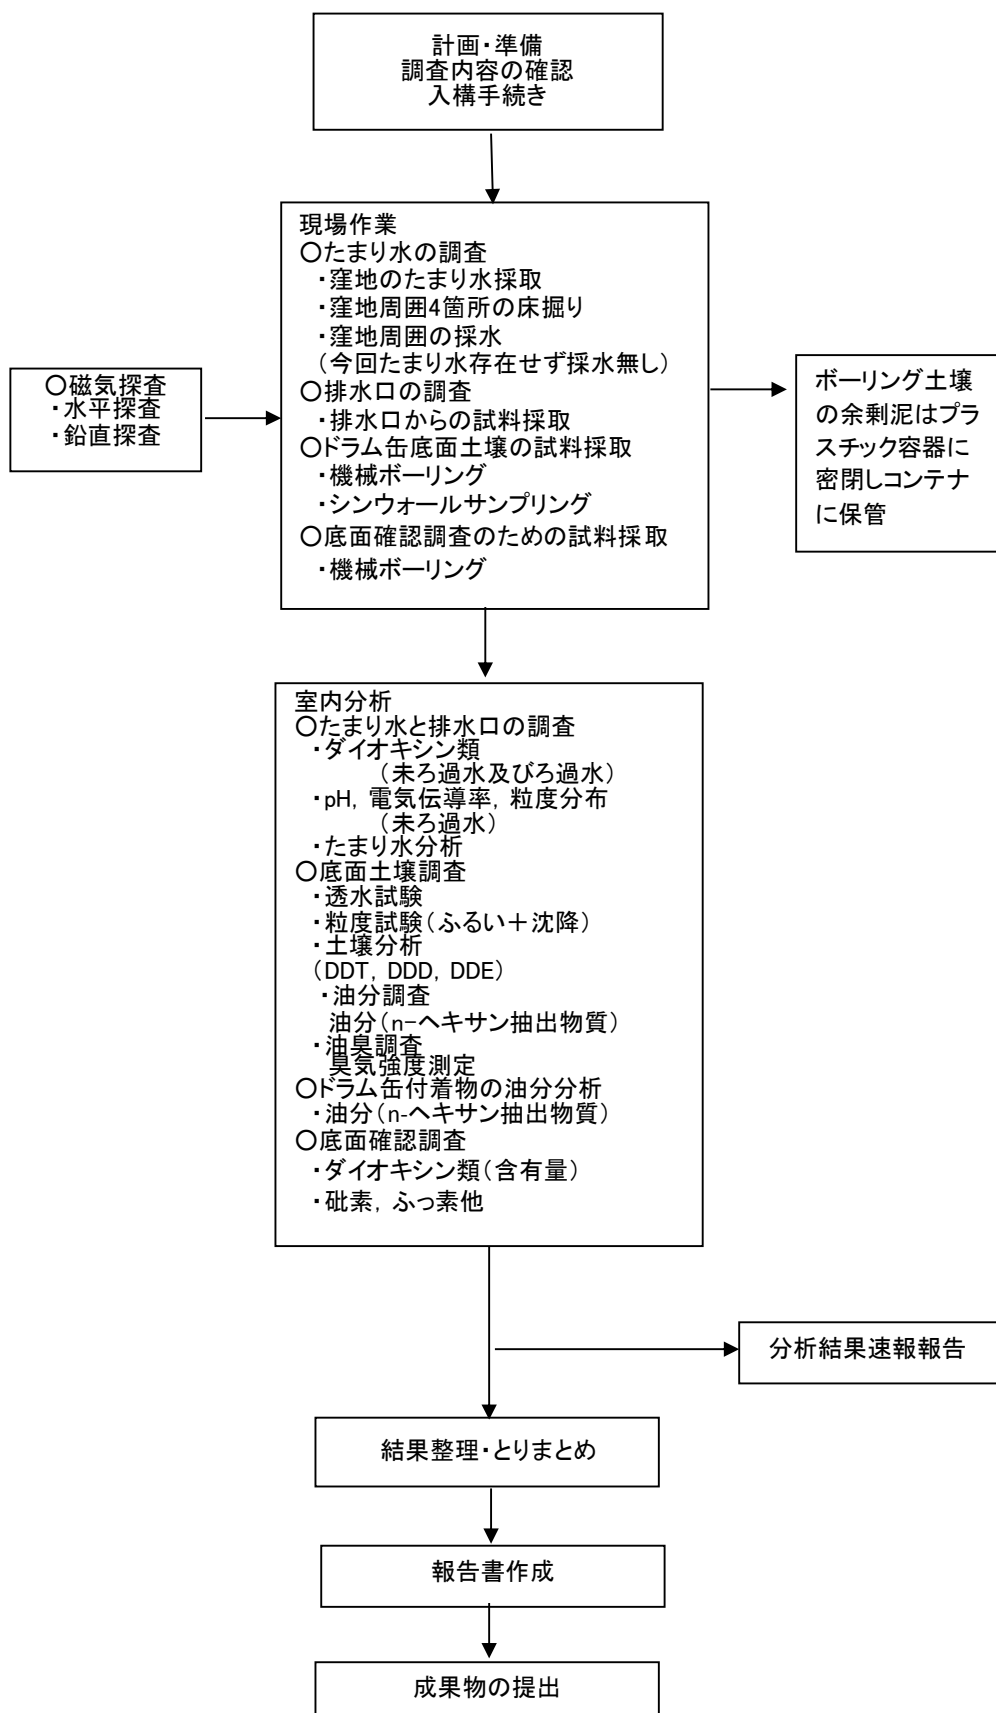 計画・準備
調査内容の確認
入構手続き
現場作業
○たまり水の調査
・窪地のたまり水採取
・窪地周囲4箇所の床掘り
・窪地周囲の採水
（今回たまり水存在せず採水無し）
○排水口の調査
・排水口からの試料採取
○ドラム缶底面土壌の試料採取
・機械ボーリング
・シンウォールサンプリング
○底面確認調査のための試料採取
・機械ボーリング
○磁気探査
・水平探査
・鉛直探査
ボーリング土壌
の余剰泥はプラ
スチック容器に
密閉しコンテナ
に保管
室内分析
○たまり水と排水口の調査
・ダイオキシン類
（未ろ過水及びろ過水）
・pH，電気伝導率，粒度分布
（未ろ過水）
・たまり水分析
○底面土壌調査
・透水試験
・粒度試験（ふるい＋沈降）
・土壌分析
（DDT，DDD，DDE）
・油分調査
油分（n-ヘキサン抽出物質）
・油臭調査
臭気強度測定
○ドラム缶付着物の油分分析
・油分（n-ヘキサン抽出物質）
○底面確認調査
・ダイオキシン類（含有量）
・砒素，ふっ素他
分析結果速報報告
結果整理・とりまとめ
報告書作成
成果物の提出